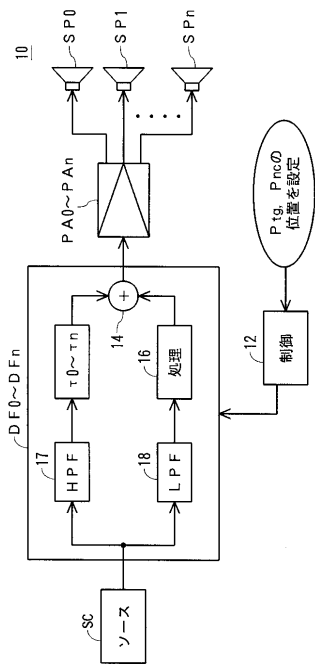 10
SP0
SP1
SPn
PA0~PAn
DF0~DFn
17
HPF
τ0~τn
14
+
18
LPF
16
処理
SC
ソース
12
制御
Ptg, Pncの
位置を設定